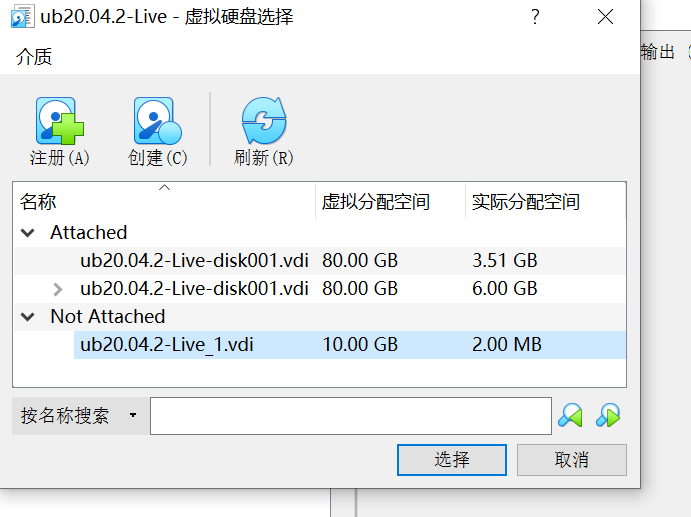 ub20.04.2-Live - 虚拟硬盘选择
介质
输出
注册(A) 创建(C) 刷新(R)
名称 虚拟分配空间 实际分配空间
Attached
ub20.04.2-Live-disk001.vdi 80.00 GB 3.51 GB
ub20.04.2-Live-disk001.vdi 80.00 GB 6.00 GB
Not Attached
ub20.04.2-Live_1.vdi 10.00 GB 2.00 MB
按名称搜索
选择 取消